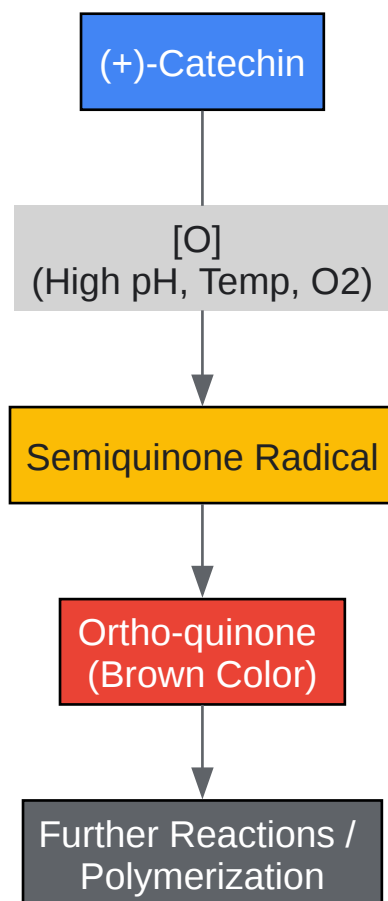 (+)-Catechin
[O]
(High pH, Temp, O2)
Semiquinone Radical
Ortho-quinone
(Brown Color)
Further Reactions /
Polymerization